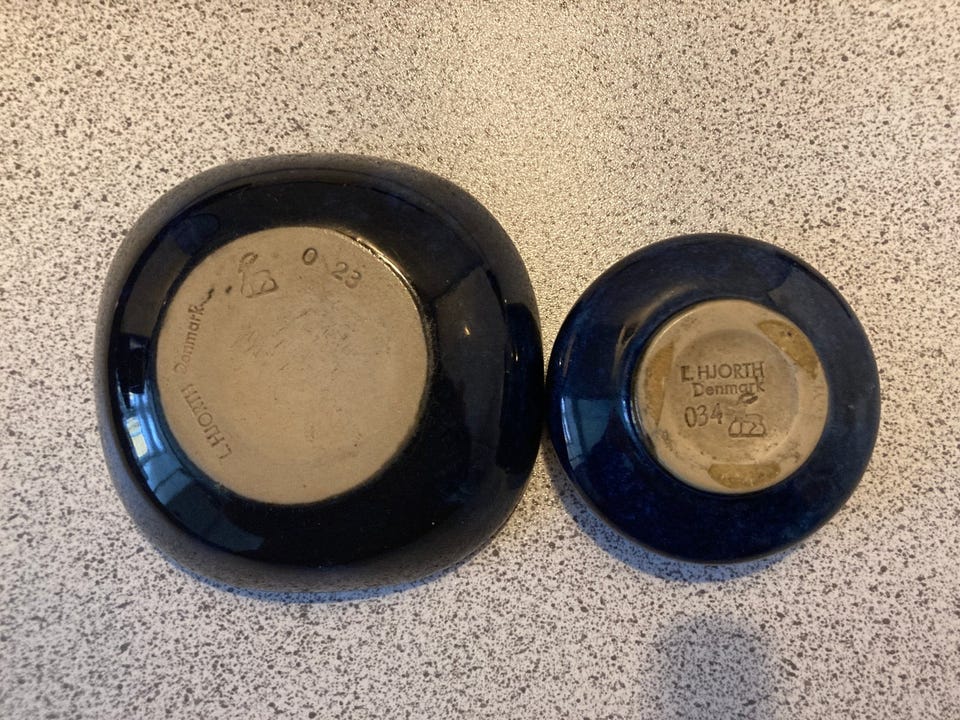 0 23
L HJORTH Denmark
L HJORTH
Denmark
034